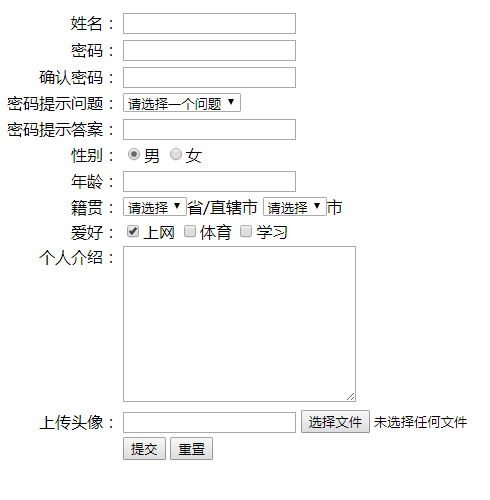 姓名：
密码：
确认密码：
密码提示问题： 请选择一个问题
密码提示答案：
性别： 男 女
年龄：
籍贯： 请选择 省/直辖市 请选择 市
爱好： 上网 体育 学习
个人介绍：
上传头像： 选择文件 未选择任何文件
提交 重置